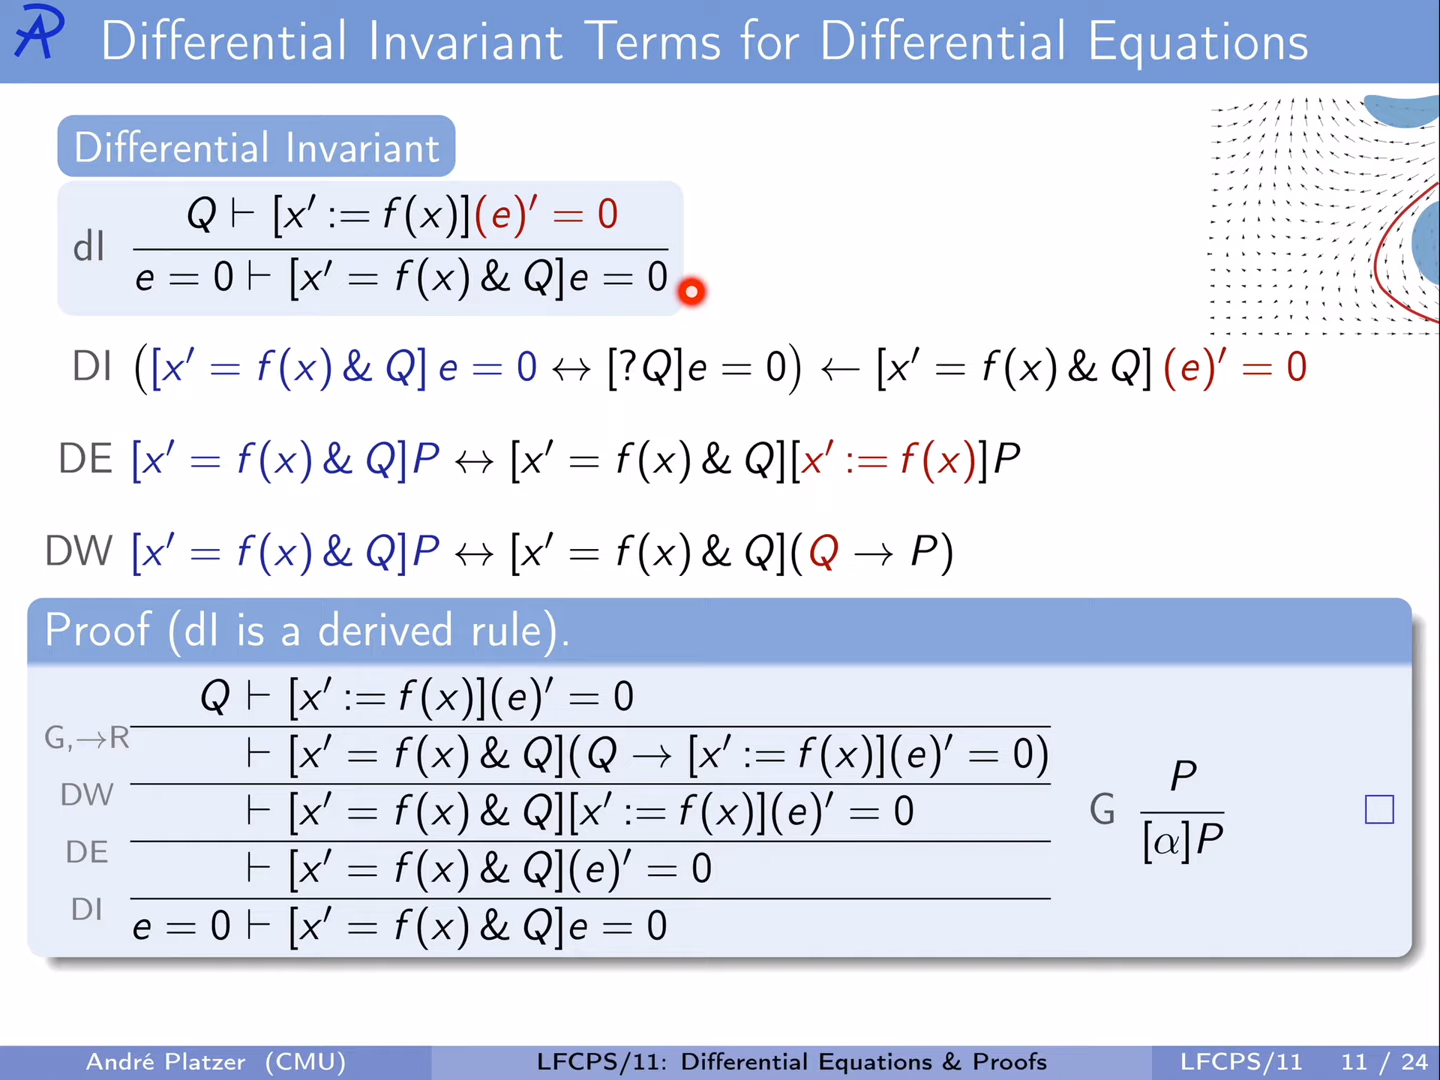 Differential Invariant Terms for Differential Equations
Differential Invariant
dI
Q ⊢ [x′ := f(x)](e)′ = 0
e = 0 ⊢ [x′ = f(x) & Q]e = 0
DI ([x′ = f(x) & Q] e = 0 ↔ [?Q]e = 0) ← [x′ = f(x) & Q] (e)′ = 0
DE [x′ = f(x) & Q]P ↔ [x′ = f(x) & Q][x′ := f(x)]P
DW [x′ = f(x) & Q]P ↔ [x′ = f(x) & Q](Q → P)
Proof (dI is a derived rule).
Q ⊢ [x′ := f(x)](e)′ = 0
G,→R
⊢ [x′ = f(x) & Q](Q → [x′ := f(x)](e)′ = 0)
DW
⊢ [x′ = f(x) & Q][x′ := f(x)](e)′ = 0
DE
⊢ [x′ = f(x) & Q](e)′ = 0
DI
e = 0 ⊢ [x′ = f(x) & Q]e = 0
G
P
[α]P
□
André Platzer (CMU) LFCPS/11: Differential Equations & Proofs LFCPS/11 11 / 24